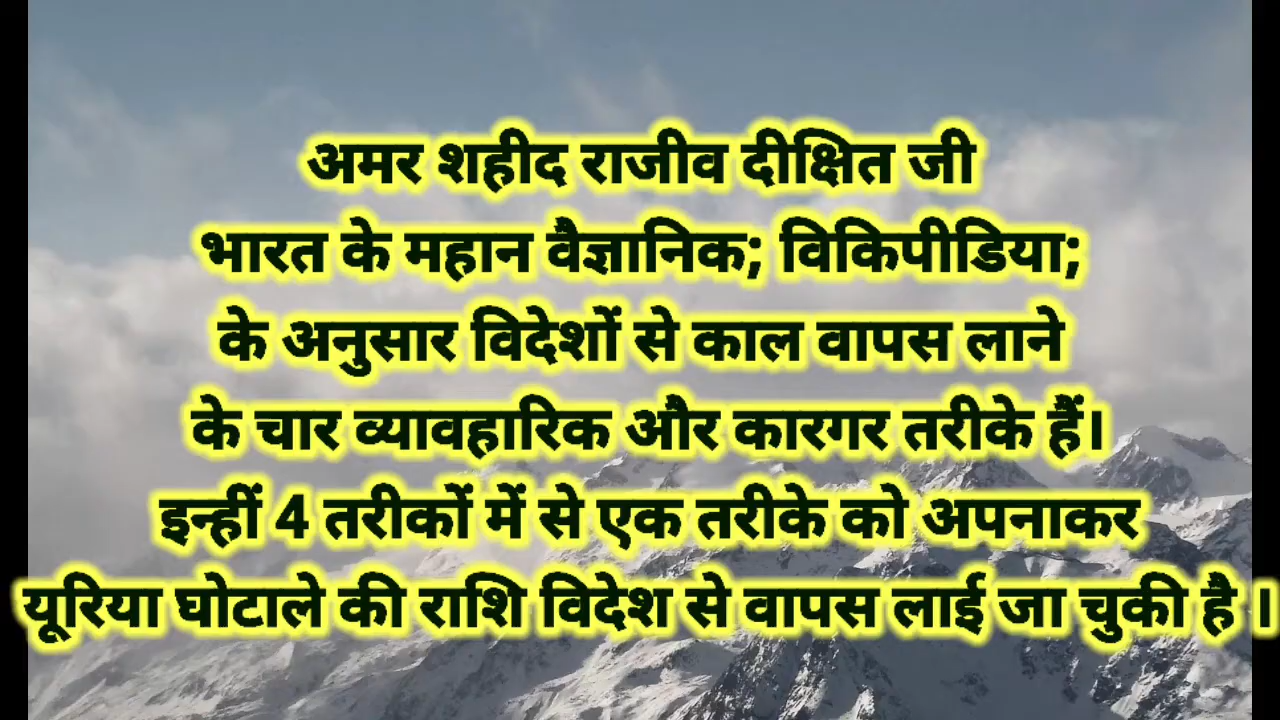 अमर शहीद राजीव दीक्षित जी
भारत के महान वैज्ञानिक; विकिपीडिया;
के अनुसार विदेशों से काल वापस लाने
के चार व्यावहारिक और कारगर तरीके हैं।
इन्हीं 4 तरीकों में से एक तरीके को अपनाकर
यूरिया घोटाले की राशि विदेश से वापस लाई जा चुकी है ।